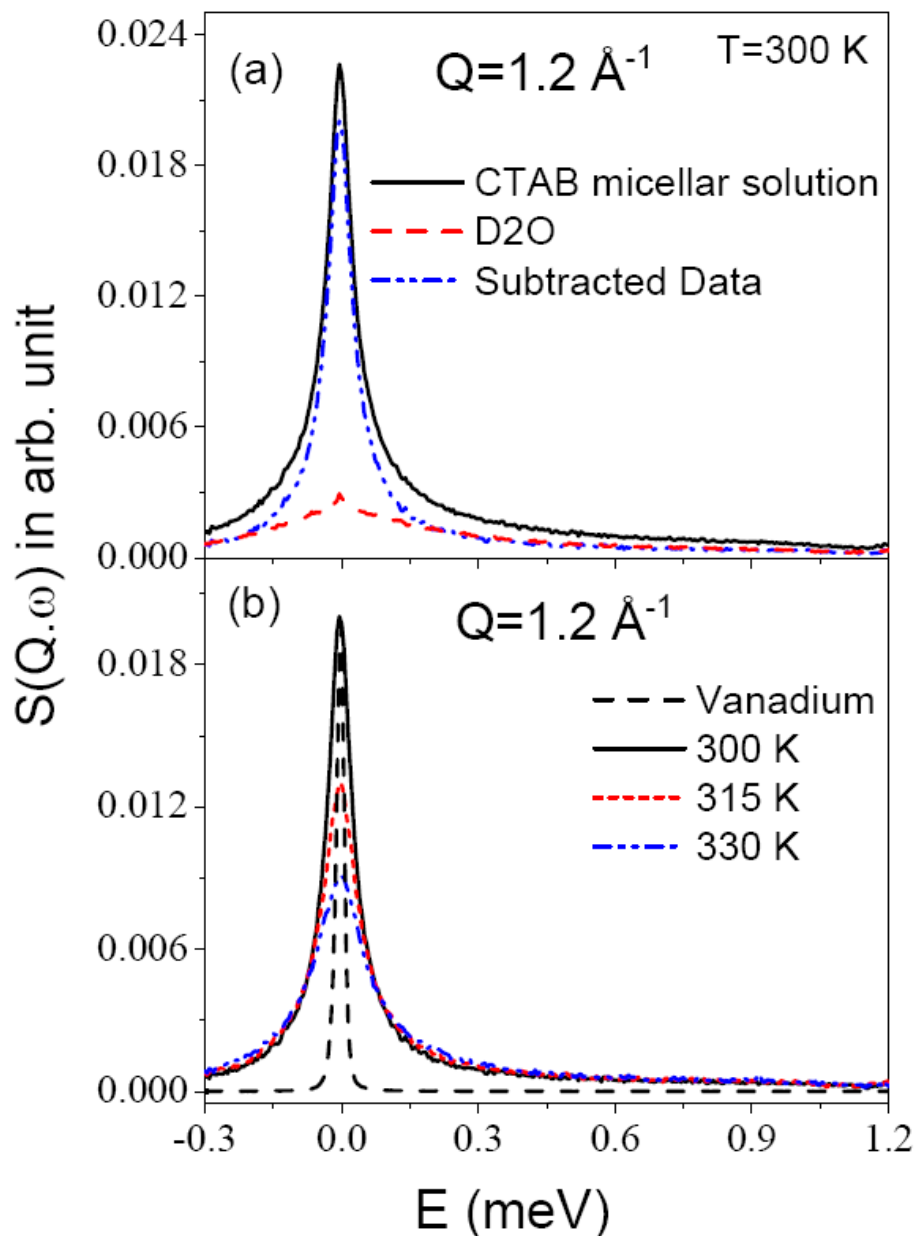 0.024
(a)
Q=1.2 Å-1
T=300 K
0.018
CTAB micellar solution
D2O
0.012
Subtracted Data
0.006
0.000
S(Q.ω) in arb. unit
(b)
Q=1.2 Å-1
0.018
Vanadium
300 K
0.012
315 K
330 K
0.006
0.000
-0.3 0.0 0.3 0.6 0.9 1.2
E (meV)